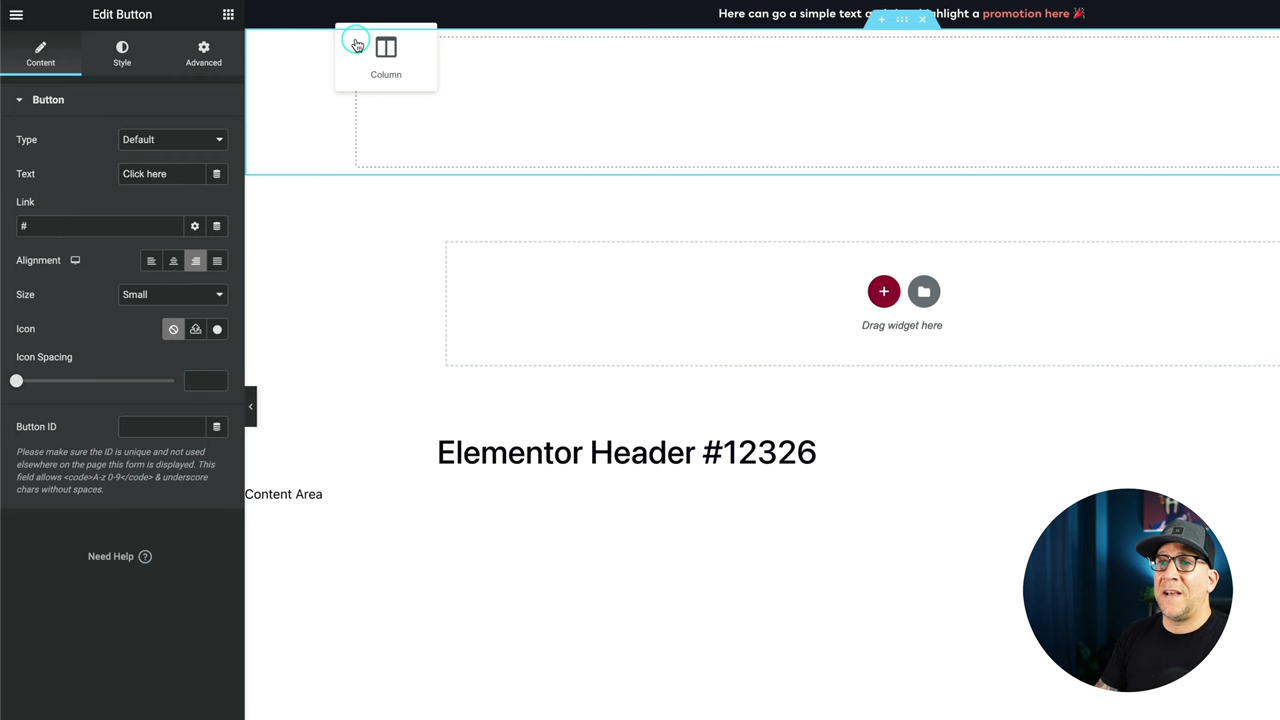 Edit Button
Content
Style
Advanced
Button
Type
Default
Text
Click here
Link
#
Alignment
Size
Small
Icon
Icon Spacing
Button ID
Please make sure the ID is unique and not used
elsewhere on the page this form is displayed. This
field allows <code>A-z 0-9</code> & underscore
chars without spaces.
Need Help
Here can go a simple text a highlight a promotion here 🎉
Column
Drag widget here
Elementor Header #12326
Content Area